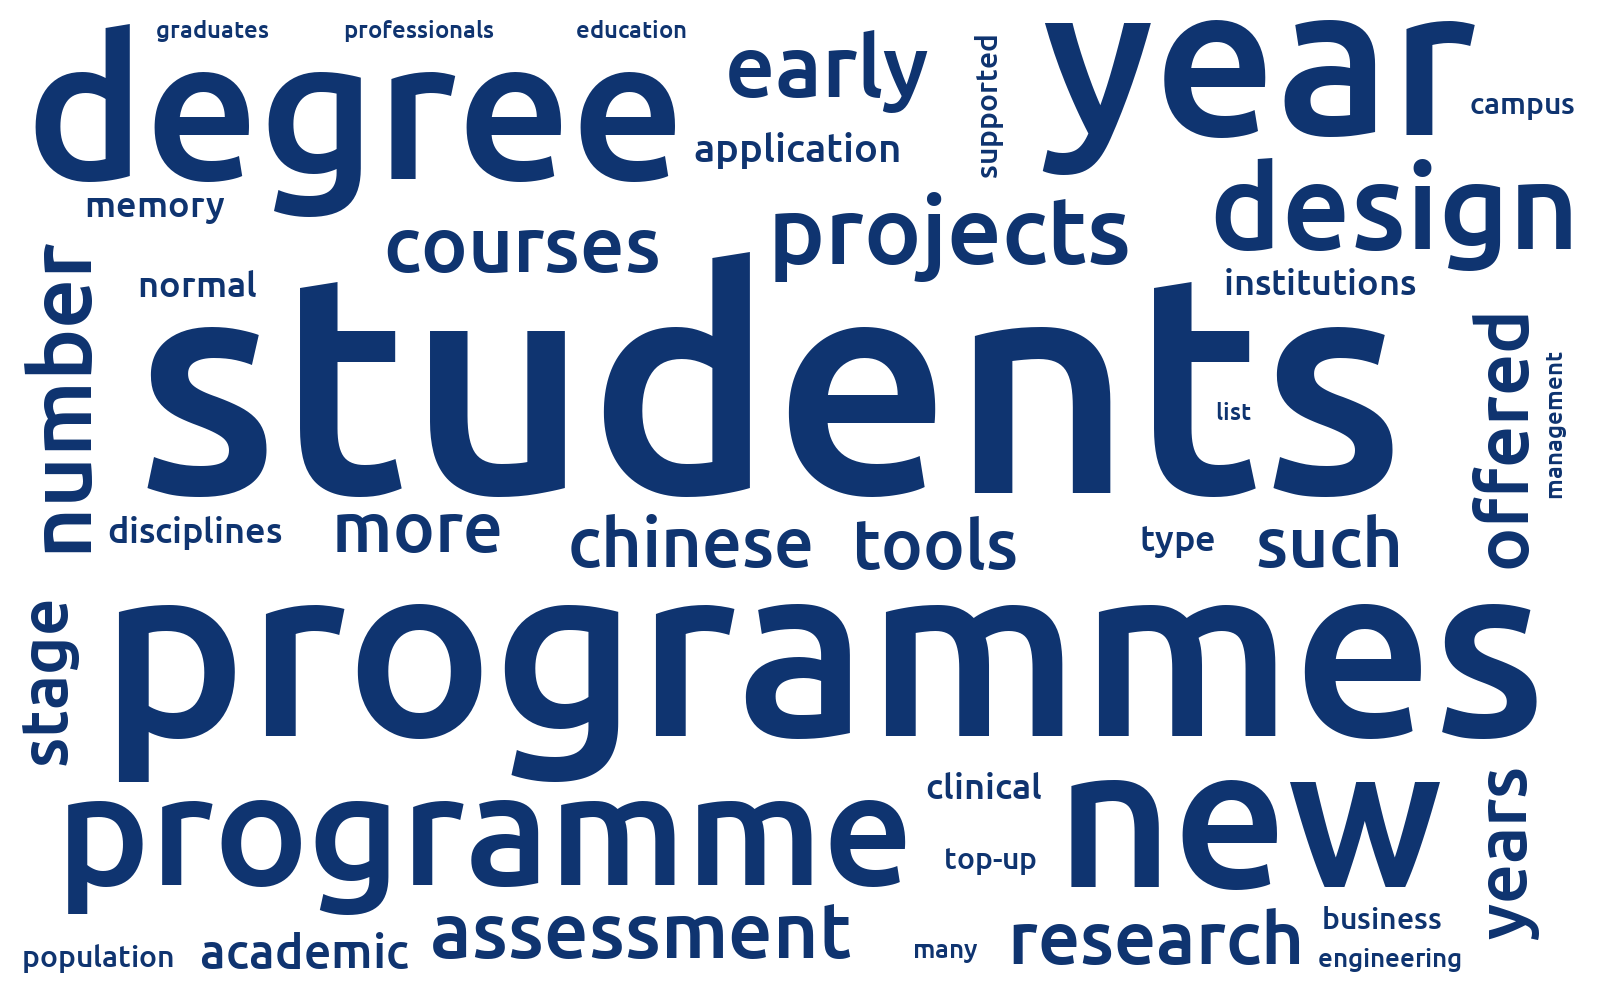 graduates
professionals
education
degree
early
supported
year
campus
application
memory
courses
projects
design
number
normal
institutions
students
list
offered
management
disciplines
more
chinese
tools
type
such
stage
programmes
programme
clinical
new
top-up
years
population
academic
assessment
many
research
business
engineering